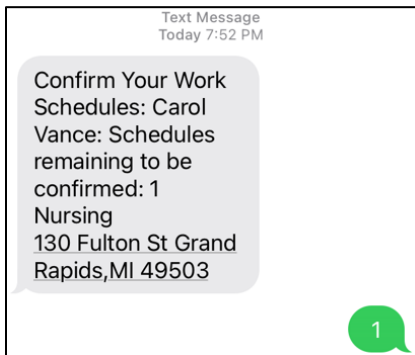 Text Message
Today 7:52 PM
Confirm Your Work
Schedules: Carol
Vance: Schedules
remaining to be
confirmed: 1
Nursing
130 Fulton St Grand
Rapids,MI 49503
1